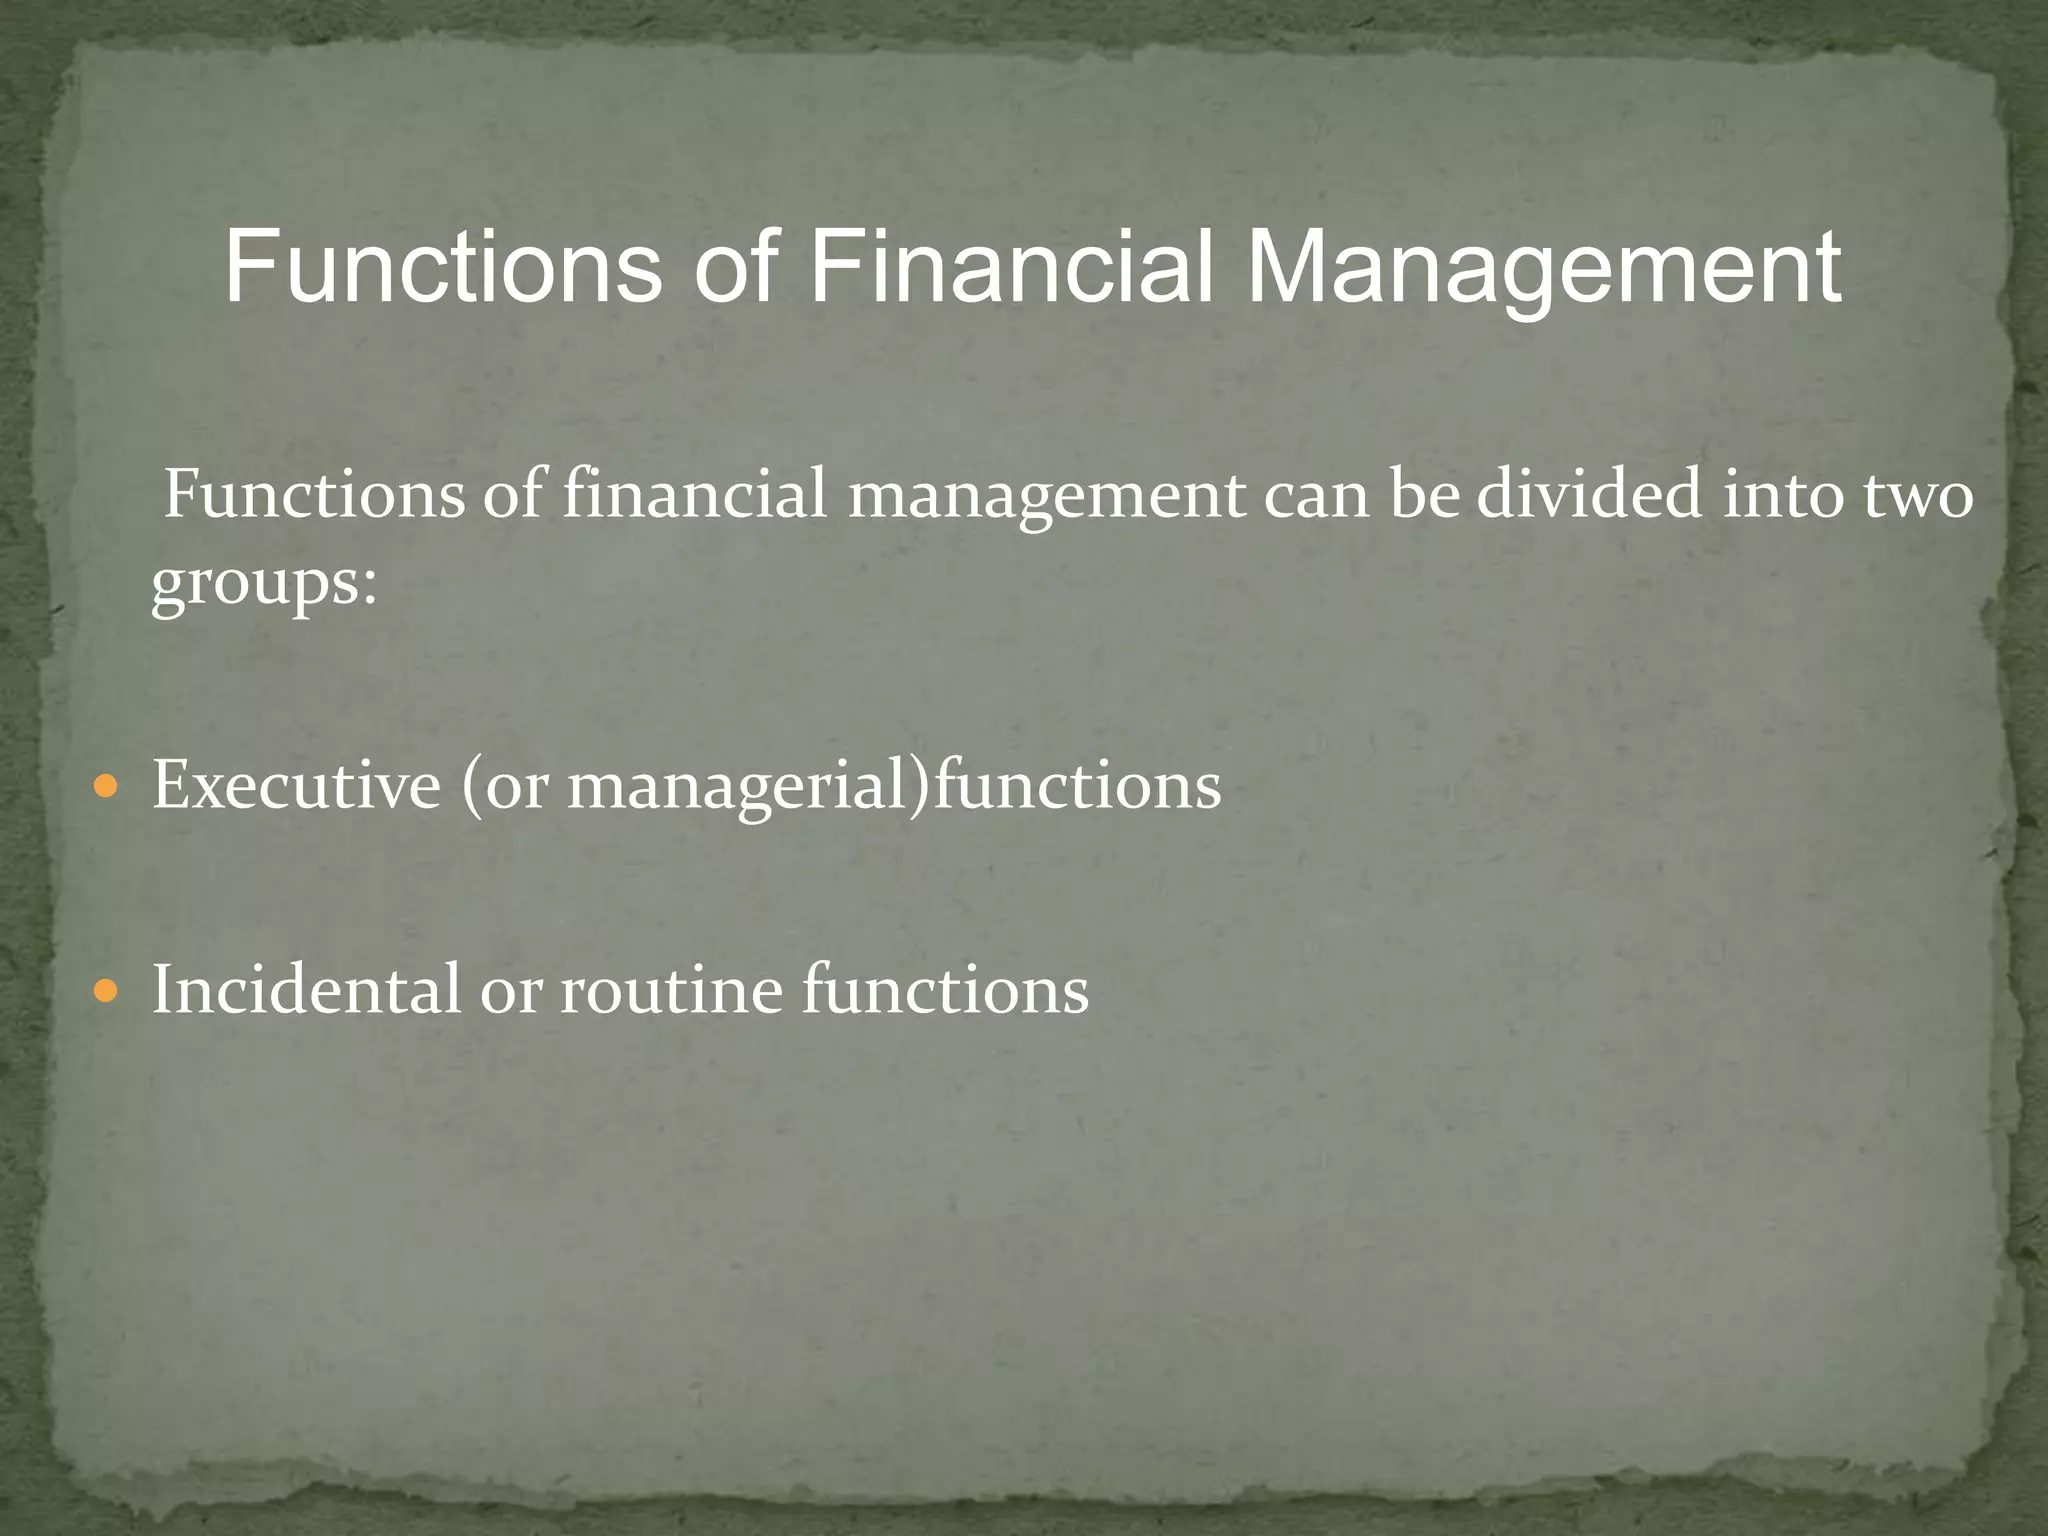 Functions of Financial Management
Functions of financial management can be divided into two
groups:
Executive (or managerial)functions
Incidental or routine functions